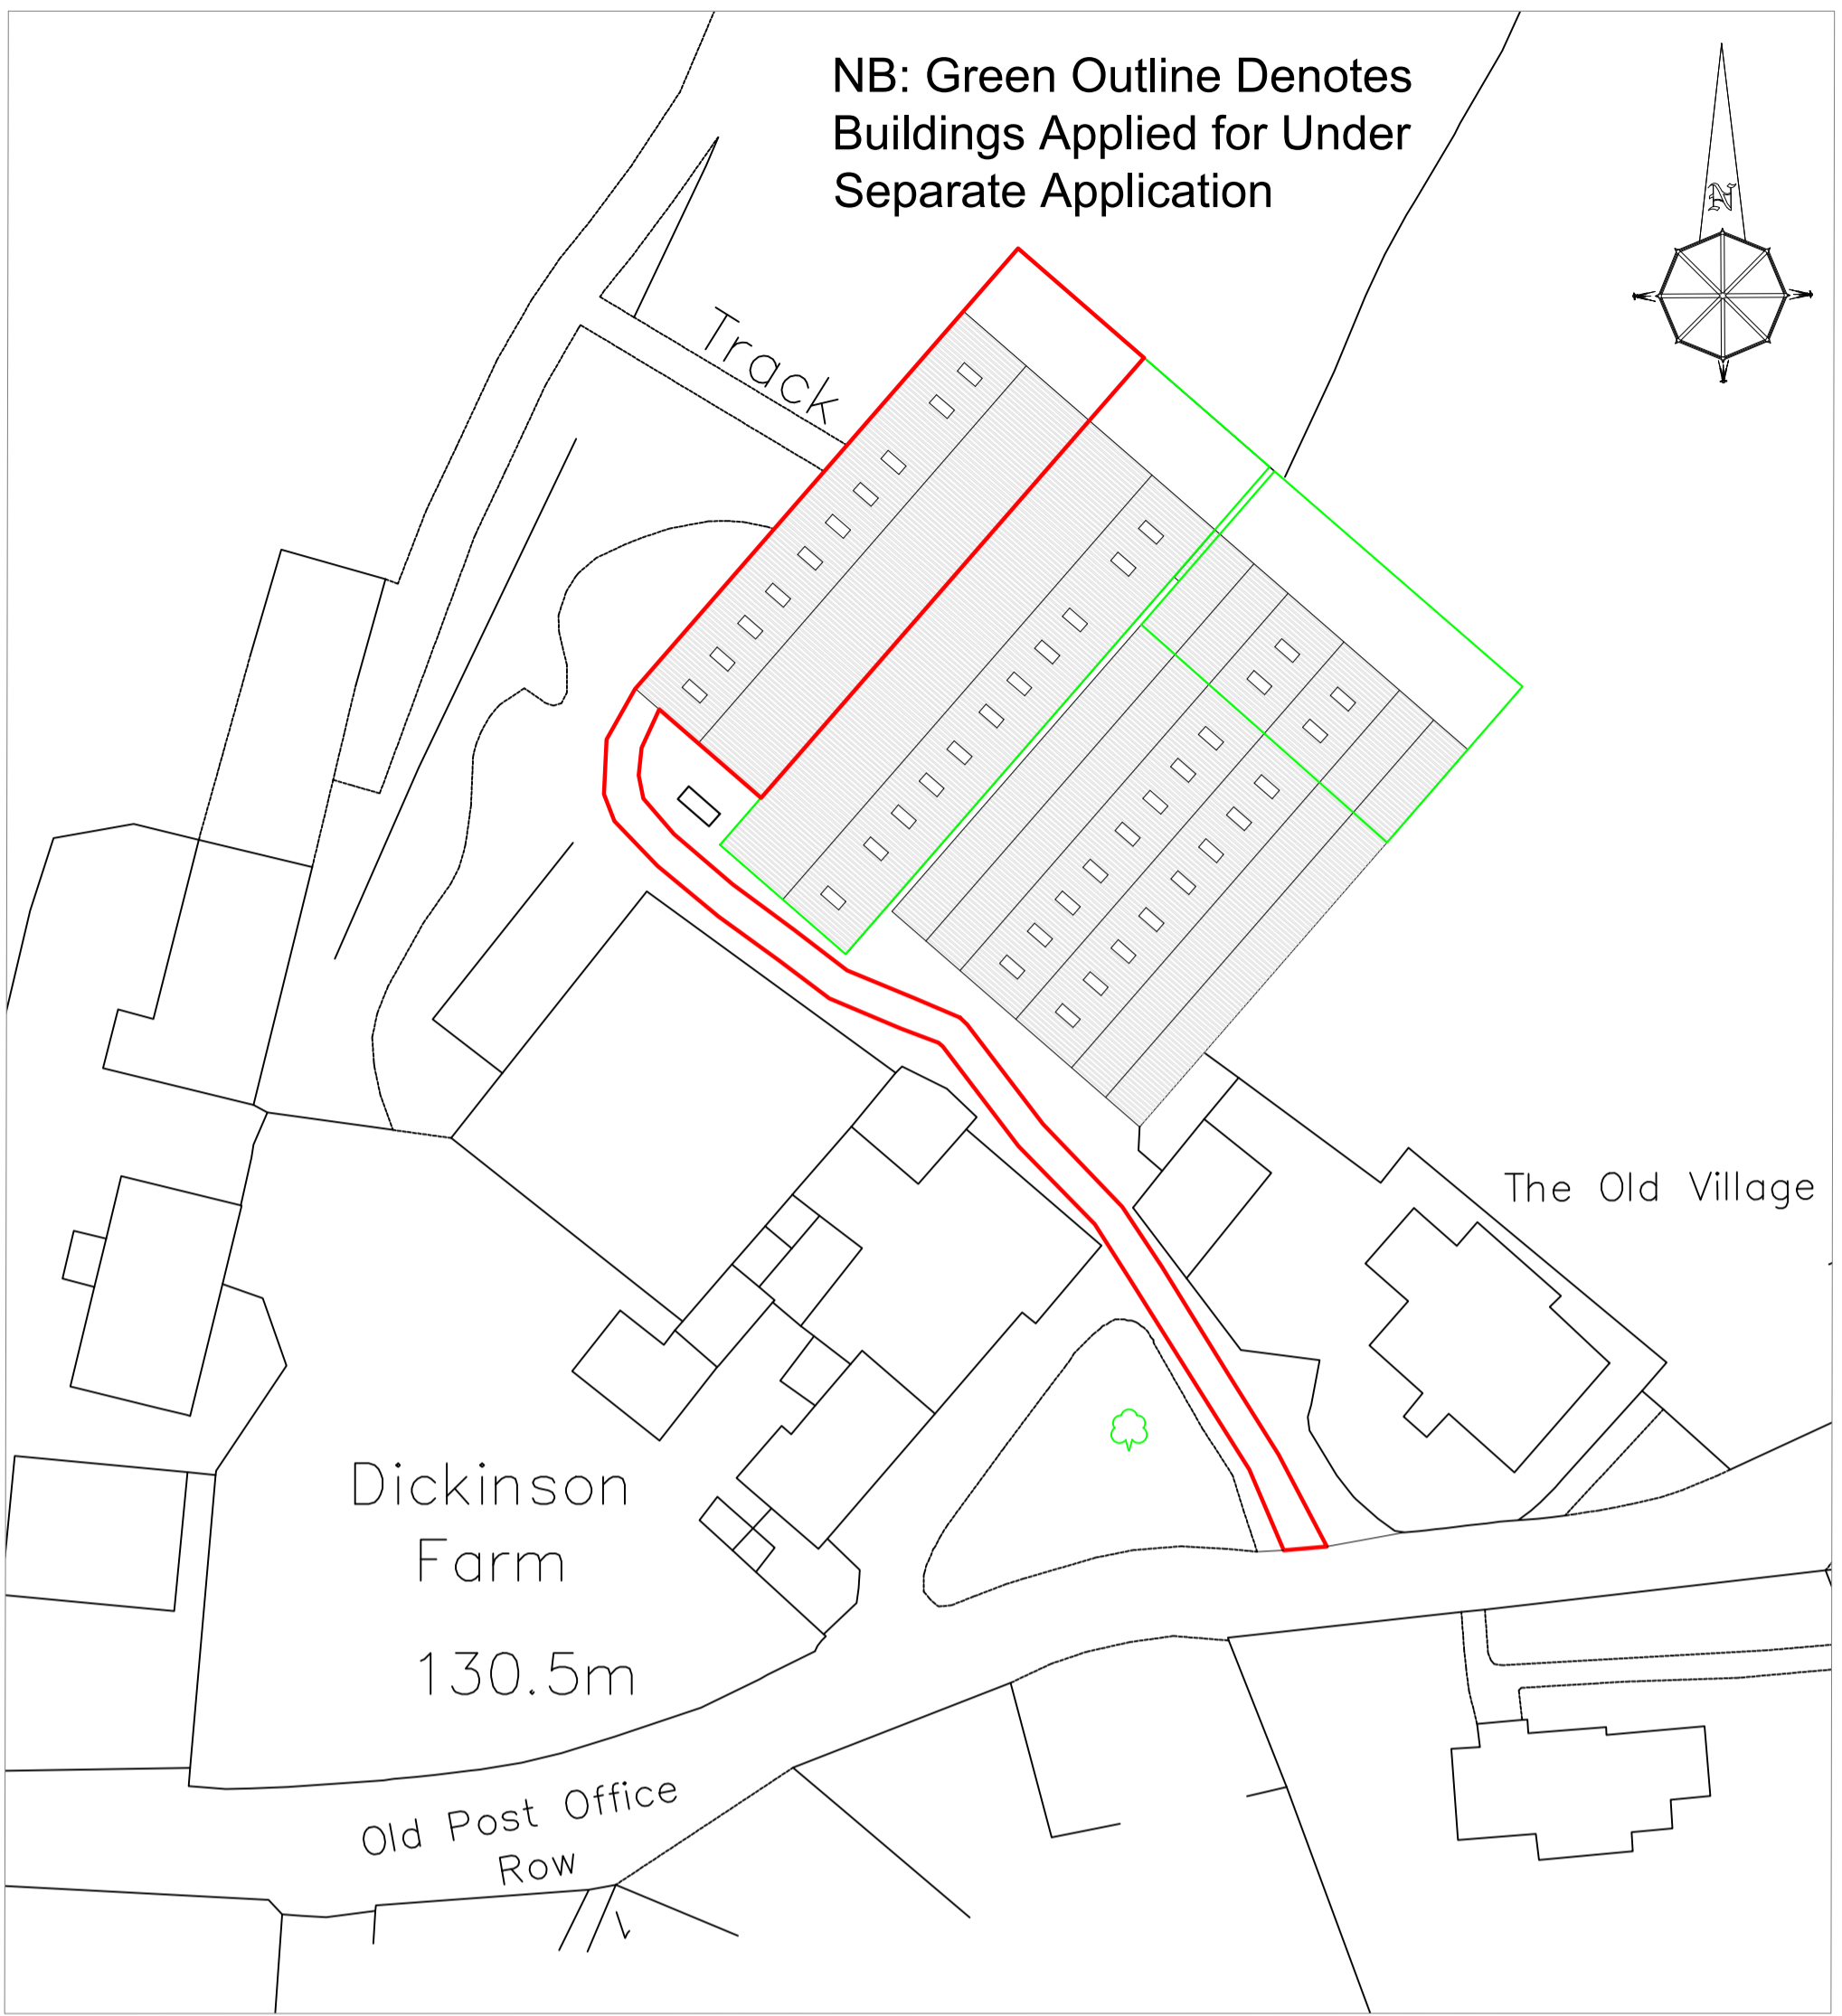 NB: Green Outline Denotes
Buildings Applied for Under
Separate Application
N
Track
The Old Village
Dickinson
Farm
130.5m
Old Post Office
Row